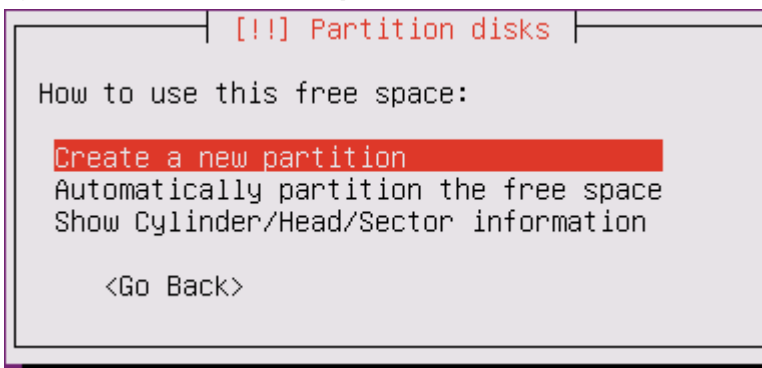 [!!] Partition disks
How to use this free space:
Create a new partition
Automatically partition the free space
Show Cylinder/Head/Sector information
<Go Back>